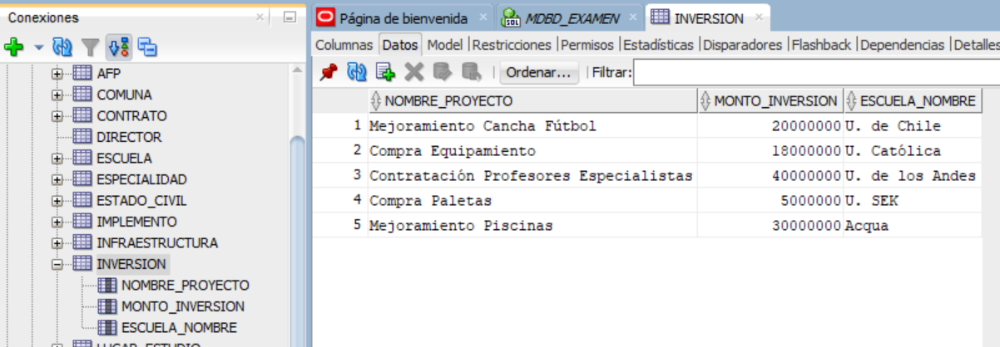 Conexiones
AFP
COMUNA
CONTRATO
DIRECTOR
ESCUELA
ESPECIALIDAD
ESTADO_CIVIL
IMPLEMENTO
INFRAESTRUCTURA
INVERSION
NOMBRE_PROYECTO
MONTO_INVERSION
ESCUELA_NOMBRE
LUGAR_ESTUDIO
Página de bienvenida MDBD_EXAMEN INVERSION
Columnas Datos Model Restricciones Permisos Estadísticas Disparadores Flashback Dependencias Detalles
Ordenar... Filtrar:
NOMBRE_PROYECTO MONTO_INVERSION ESCUELA_NOMBRE
1 Mejoramiento Cancha Fútbol 20000000 U. de Chile
2 Compra Equipamiento 18000000 U. Católica
3 Contratación Profesores Especialistas 40000000 U. de los Andes
4 Compra Paletas 5000000 U. SEK
5 Mejoramiento Piscinas 30000000 Acqua